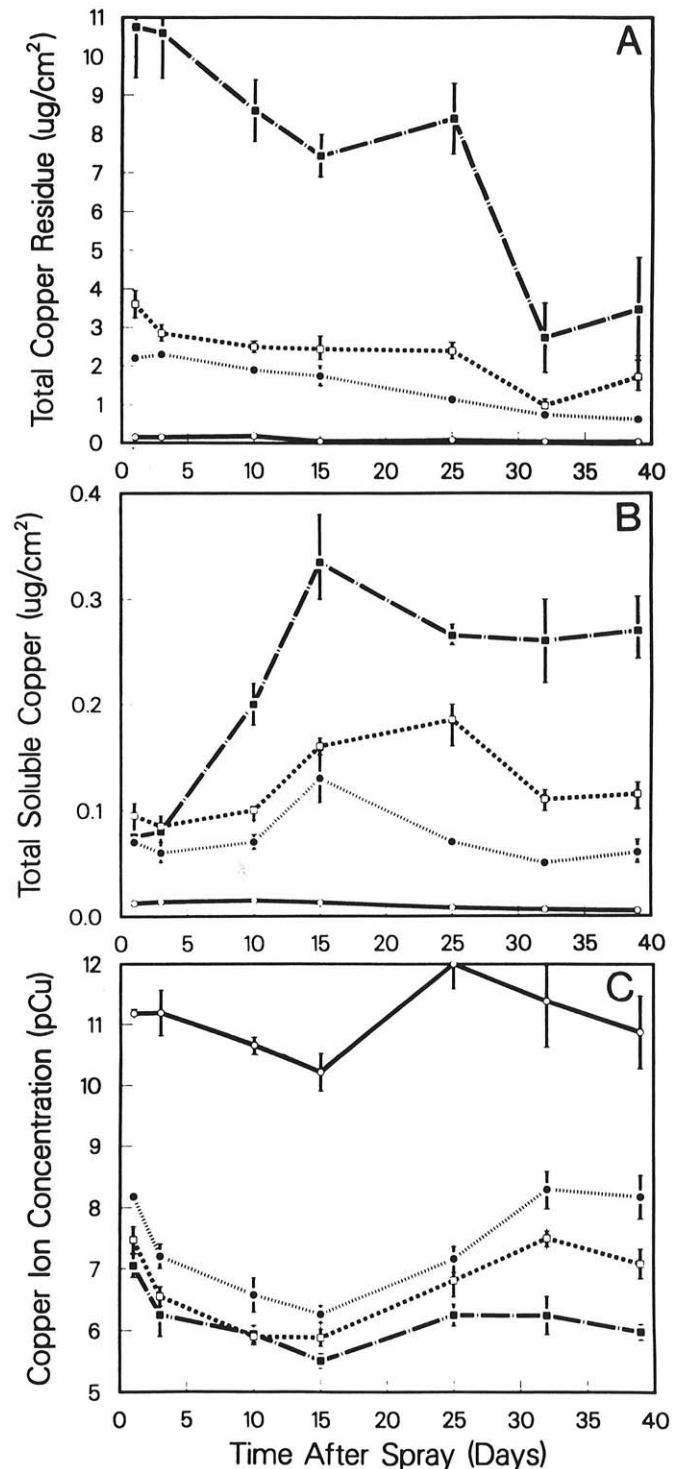 A
Total Copper Residue (ug/cm²)
11
10
9
8
7
6
5
4
3
2
1
0
0 5 10 15 20 25 30 35 40
B
Total Soluble Copper (ug/cm²)
0.4
0.3
0.2
0.1
0.0
0 5 10 15 20 25 30 35 40
C
Copper Ion Concentration (pCu)
12
11
10
9
8
7
6
5
0 5 10 15 20 25 30 35 40
Time After Spray (Days)